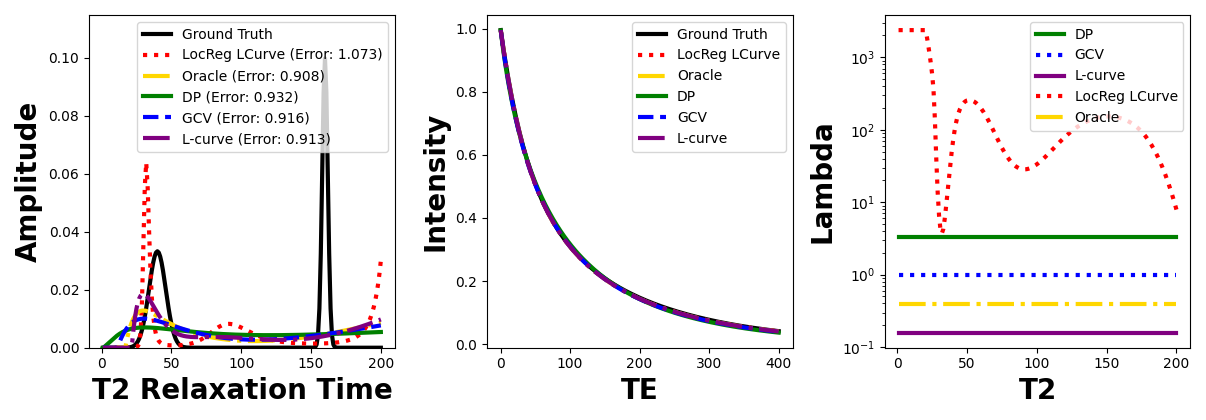 Amplitude
0.10
0.08
0.06
0.04
0.02
0.00
Ground Truth
LocReg LCurve (Error: 1.073)
Oracle (Error: 0.908)
DP (Error: 0.932)
GCV (Error: 0.916)
L-curve (Error: 0.913)
0 50 100 150 200
T2 Relaxation Time
Intensity
1.0
0.8
0.6
0.4
0.2
0.0
Ground Truth
LocReg LCurve
Oracle
DP
GCV
L-curve
0 100 200 300 400
TE
Lambda
10³
10²
10¹
10⁰
10⁻¹
DP
GCV
L-curve
LocReg LCurve
Oracle
0 50 100 150 200
T2